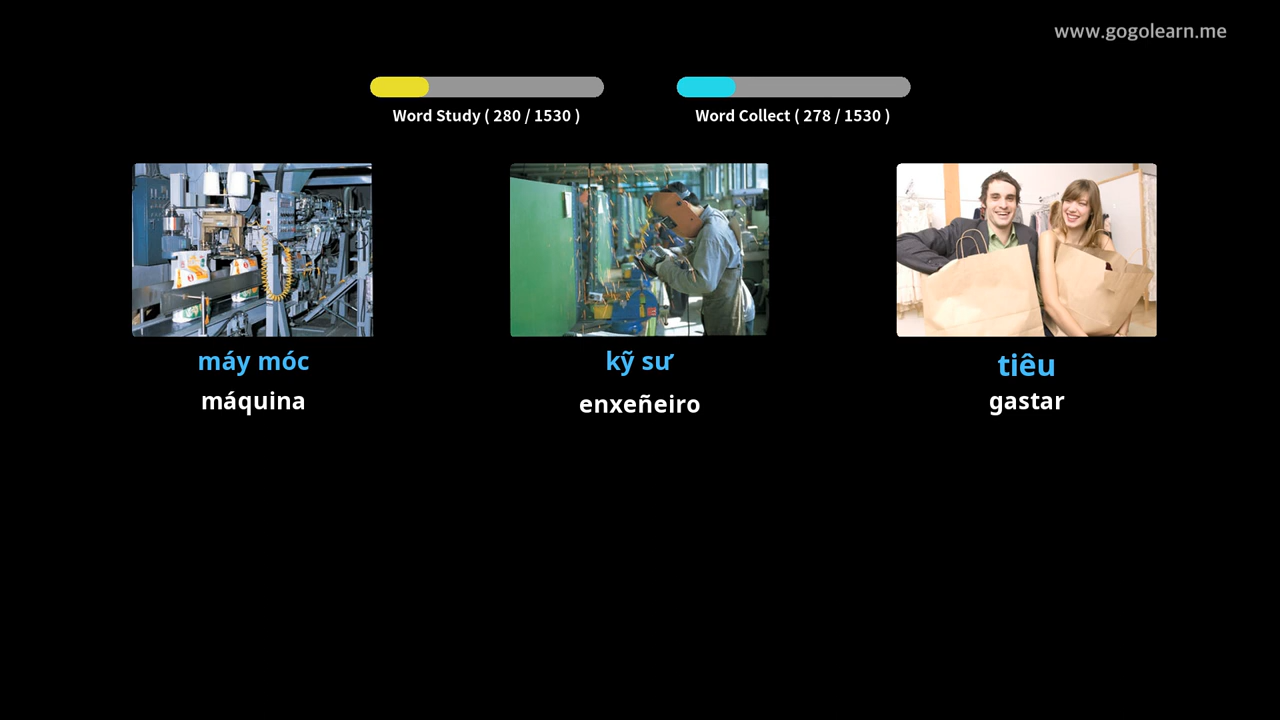 www.gogolearn.me
Word Study ( 280 / 1530 )
Word Collect ( 278 / 1530 )
máy móc
kỹ sư
tiêu
máquina
enxeñeiro
gastar